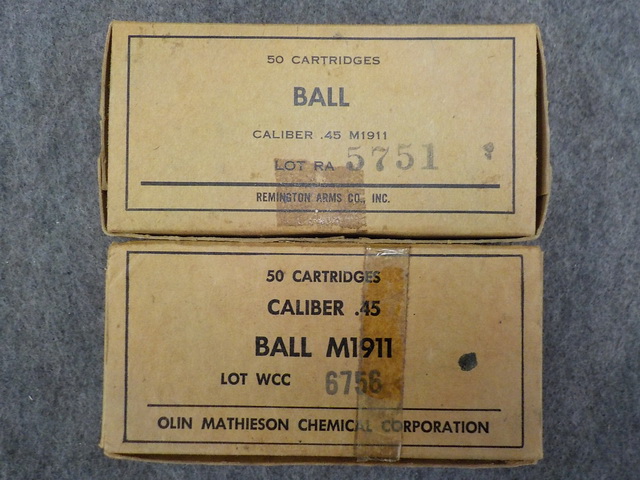 50 CARTRIDGES
BALL
CALIBER .45 M1911
LOT RA 5751
REMINGTON ARMS CO., INC.
50 CARTRIDGES
CALIBER .45
BALL M1911
LOT WCC 6756
OLIN MATHIESON CHEMICAL CORPORATION